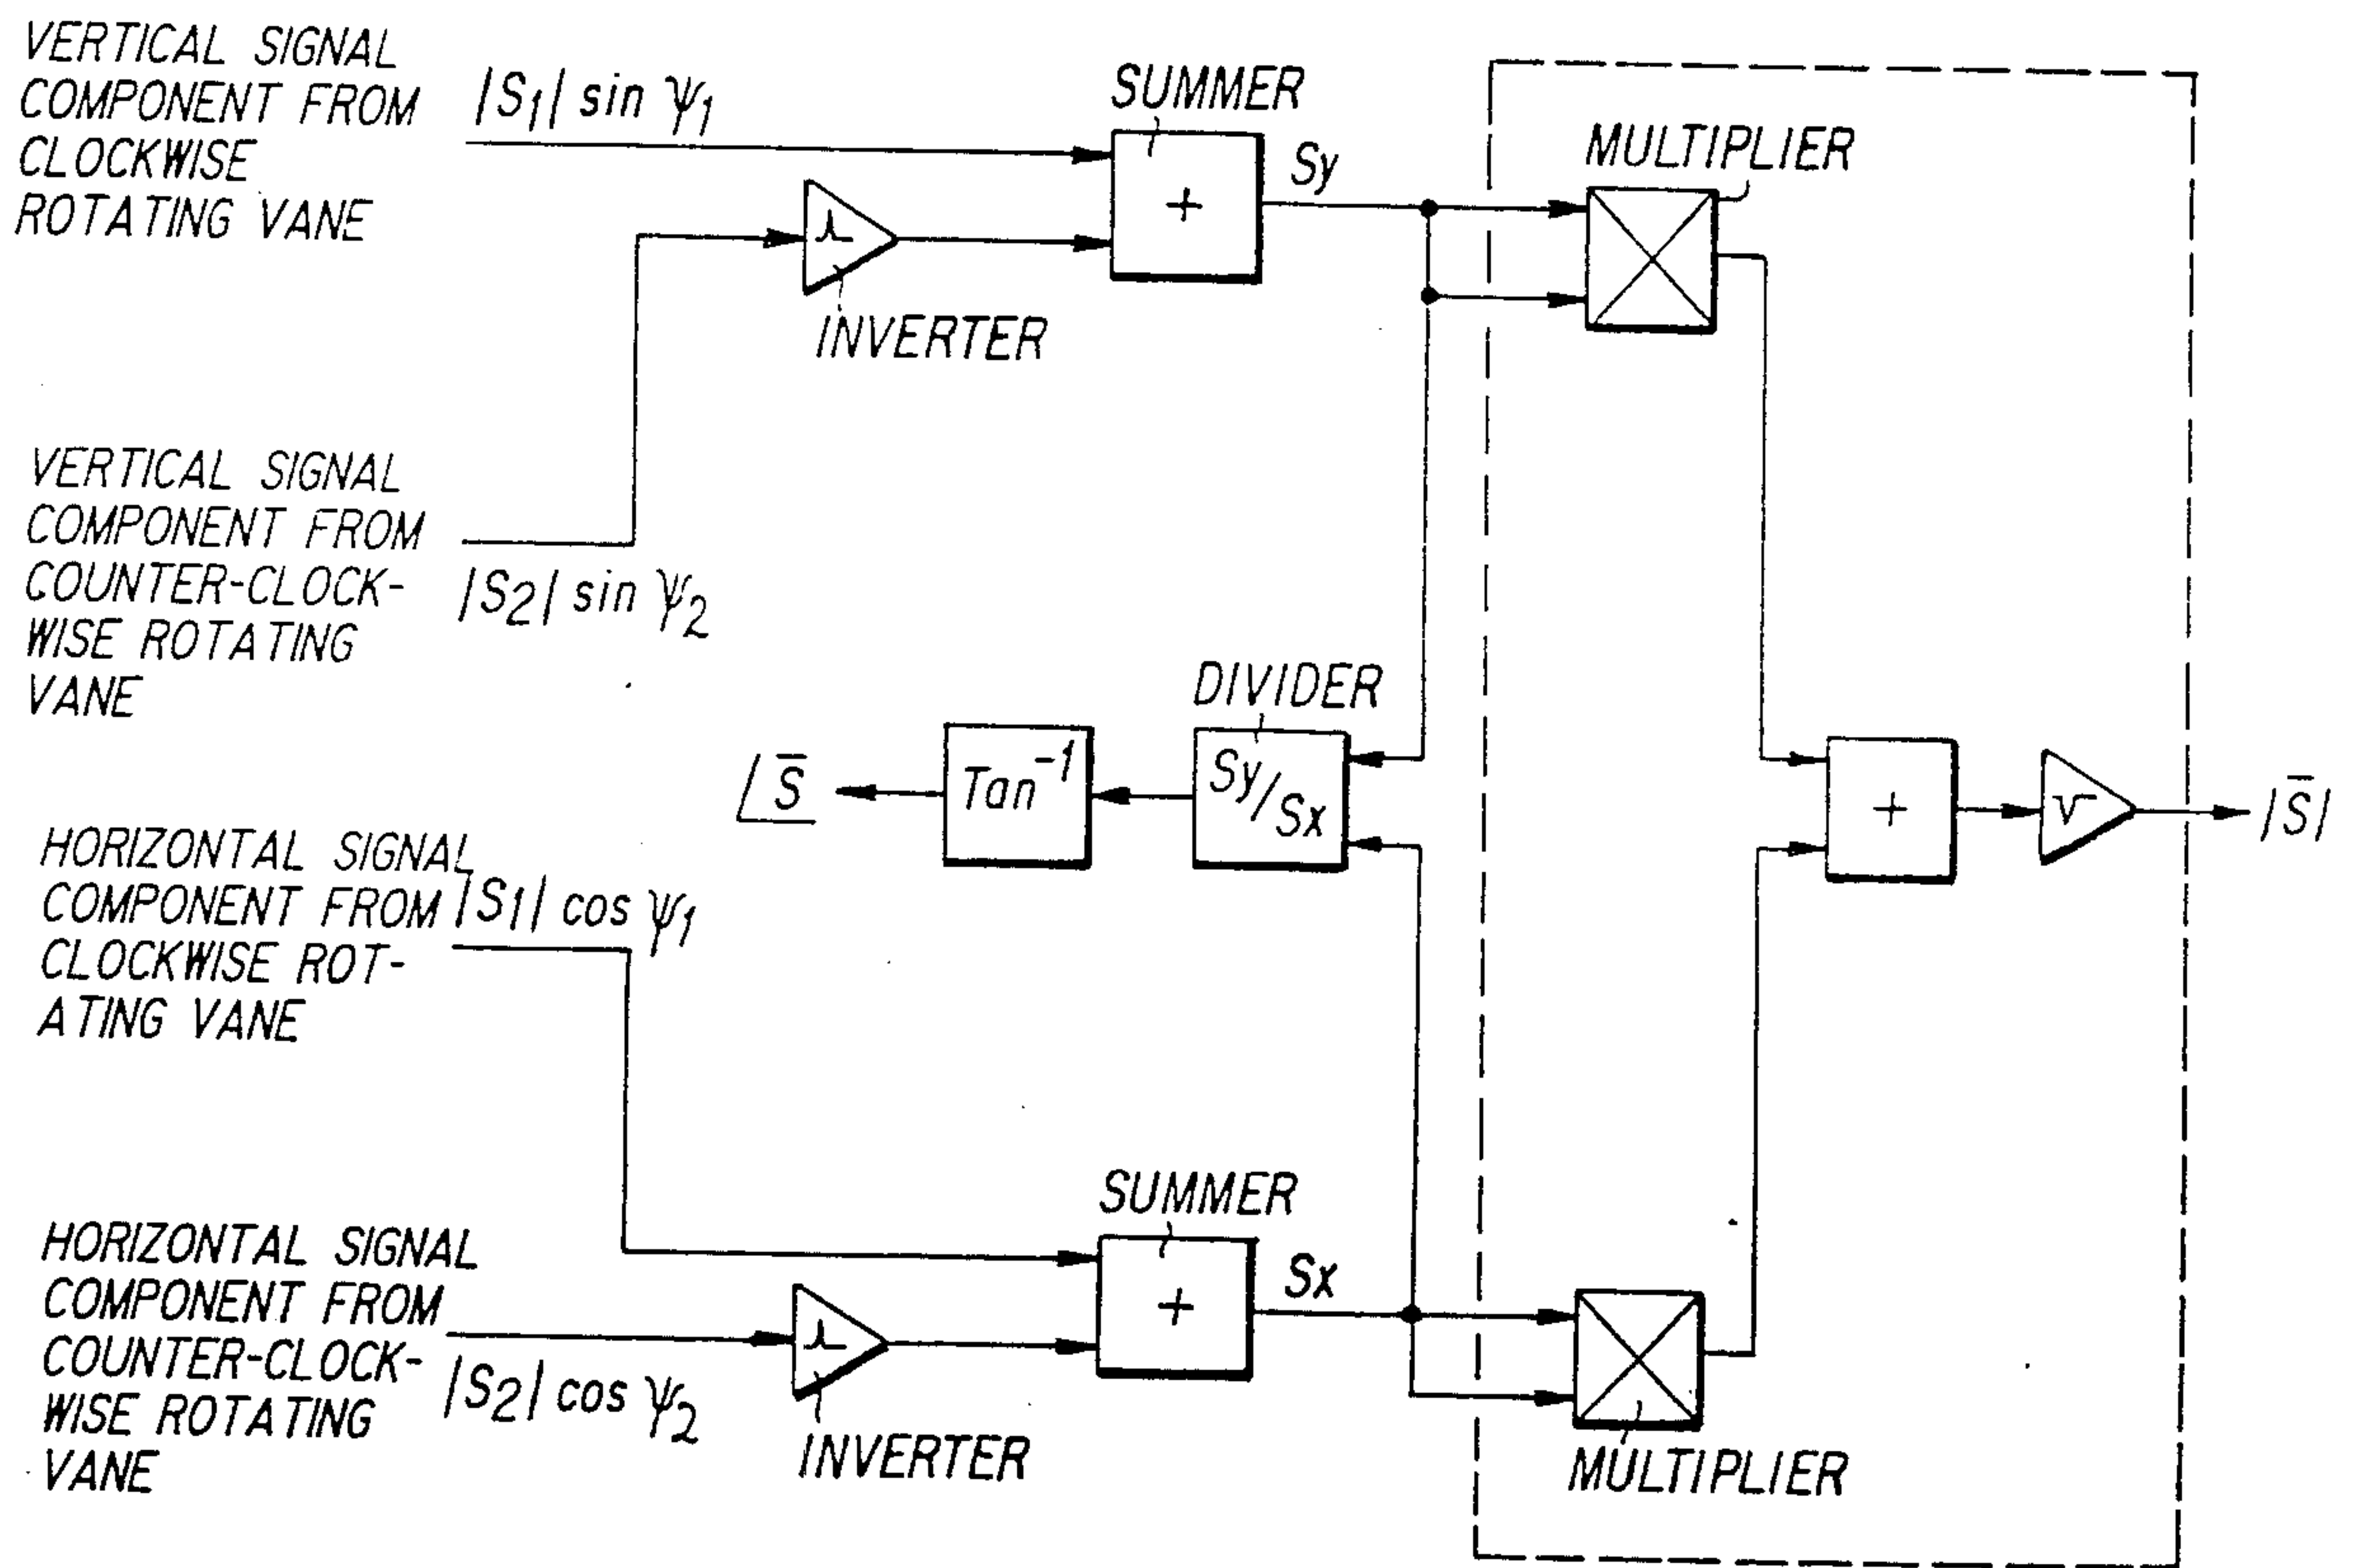 VERTICAL SIGNAL
COMPONENT FROM
CLOCKWISE
ROTATING VANE
|S1| sin ψ1
SUMMER
+
Sy
MULTIPLIER
INVERTER
VERTICAL SIGNAL
COMPONENT FROM
COUNTER-CLOCK-
WISE ROTATING
VANE
|S2| sin ψ2
DIVIDER
Sy/Sx
Tan⁻¹
∠S̅
+
√
|S̅|
HORIZONTAL SIGNAL
COMPONENT FROM
CLOCKWISE ROT-
ATING VANE
|S1| cos ψ1
SUMMER
+
Sx
HORIZONTAL SIGNAL
COMPONENT FROM
COUNTER-CLOCK-
WISE ROTATING
VANE
|S2| cos ψ2
INVERTER
MULTIPLIER